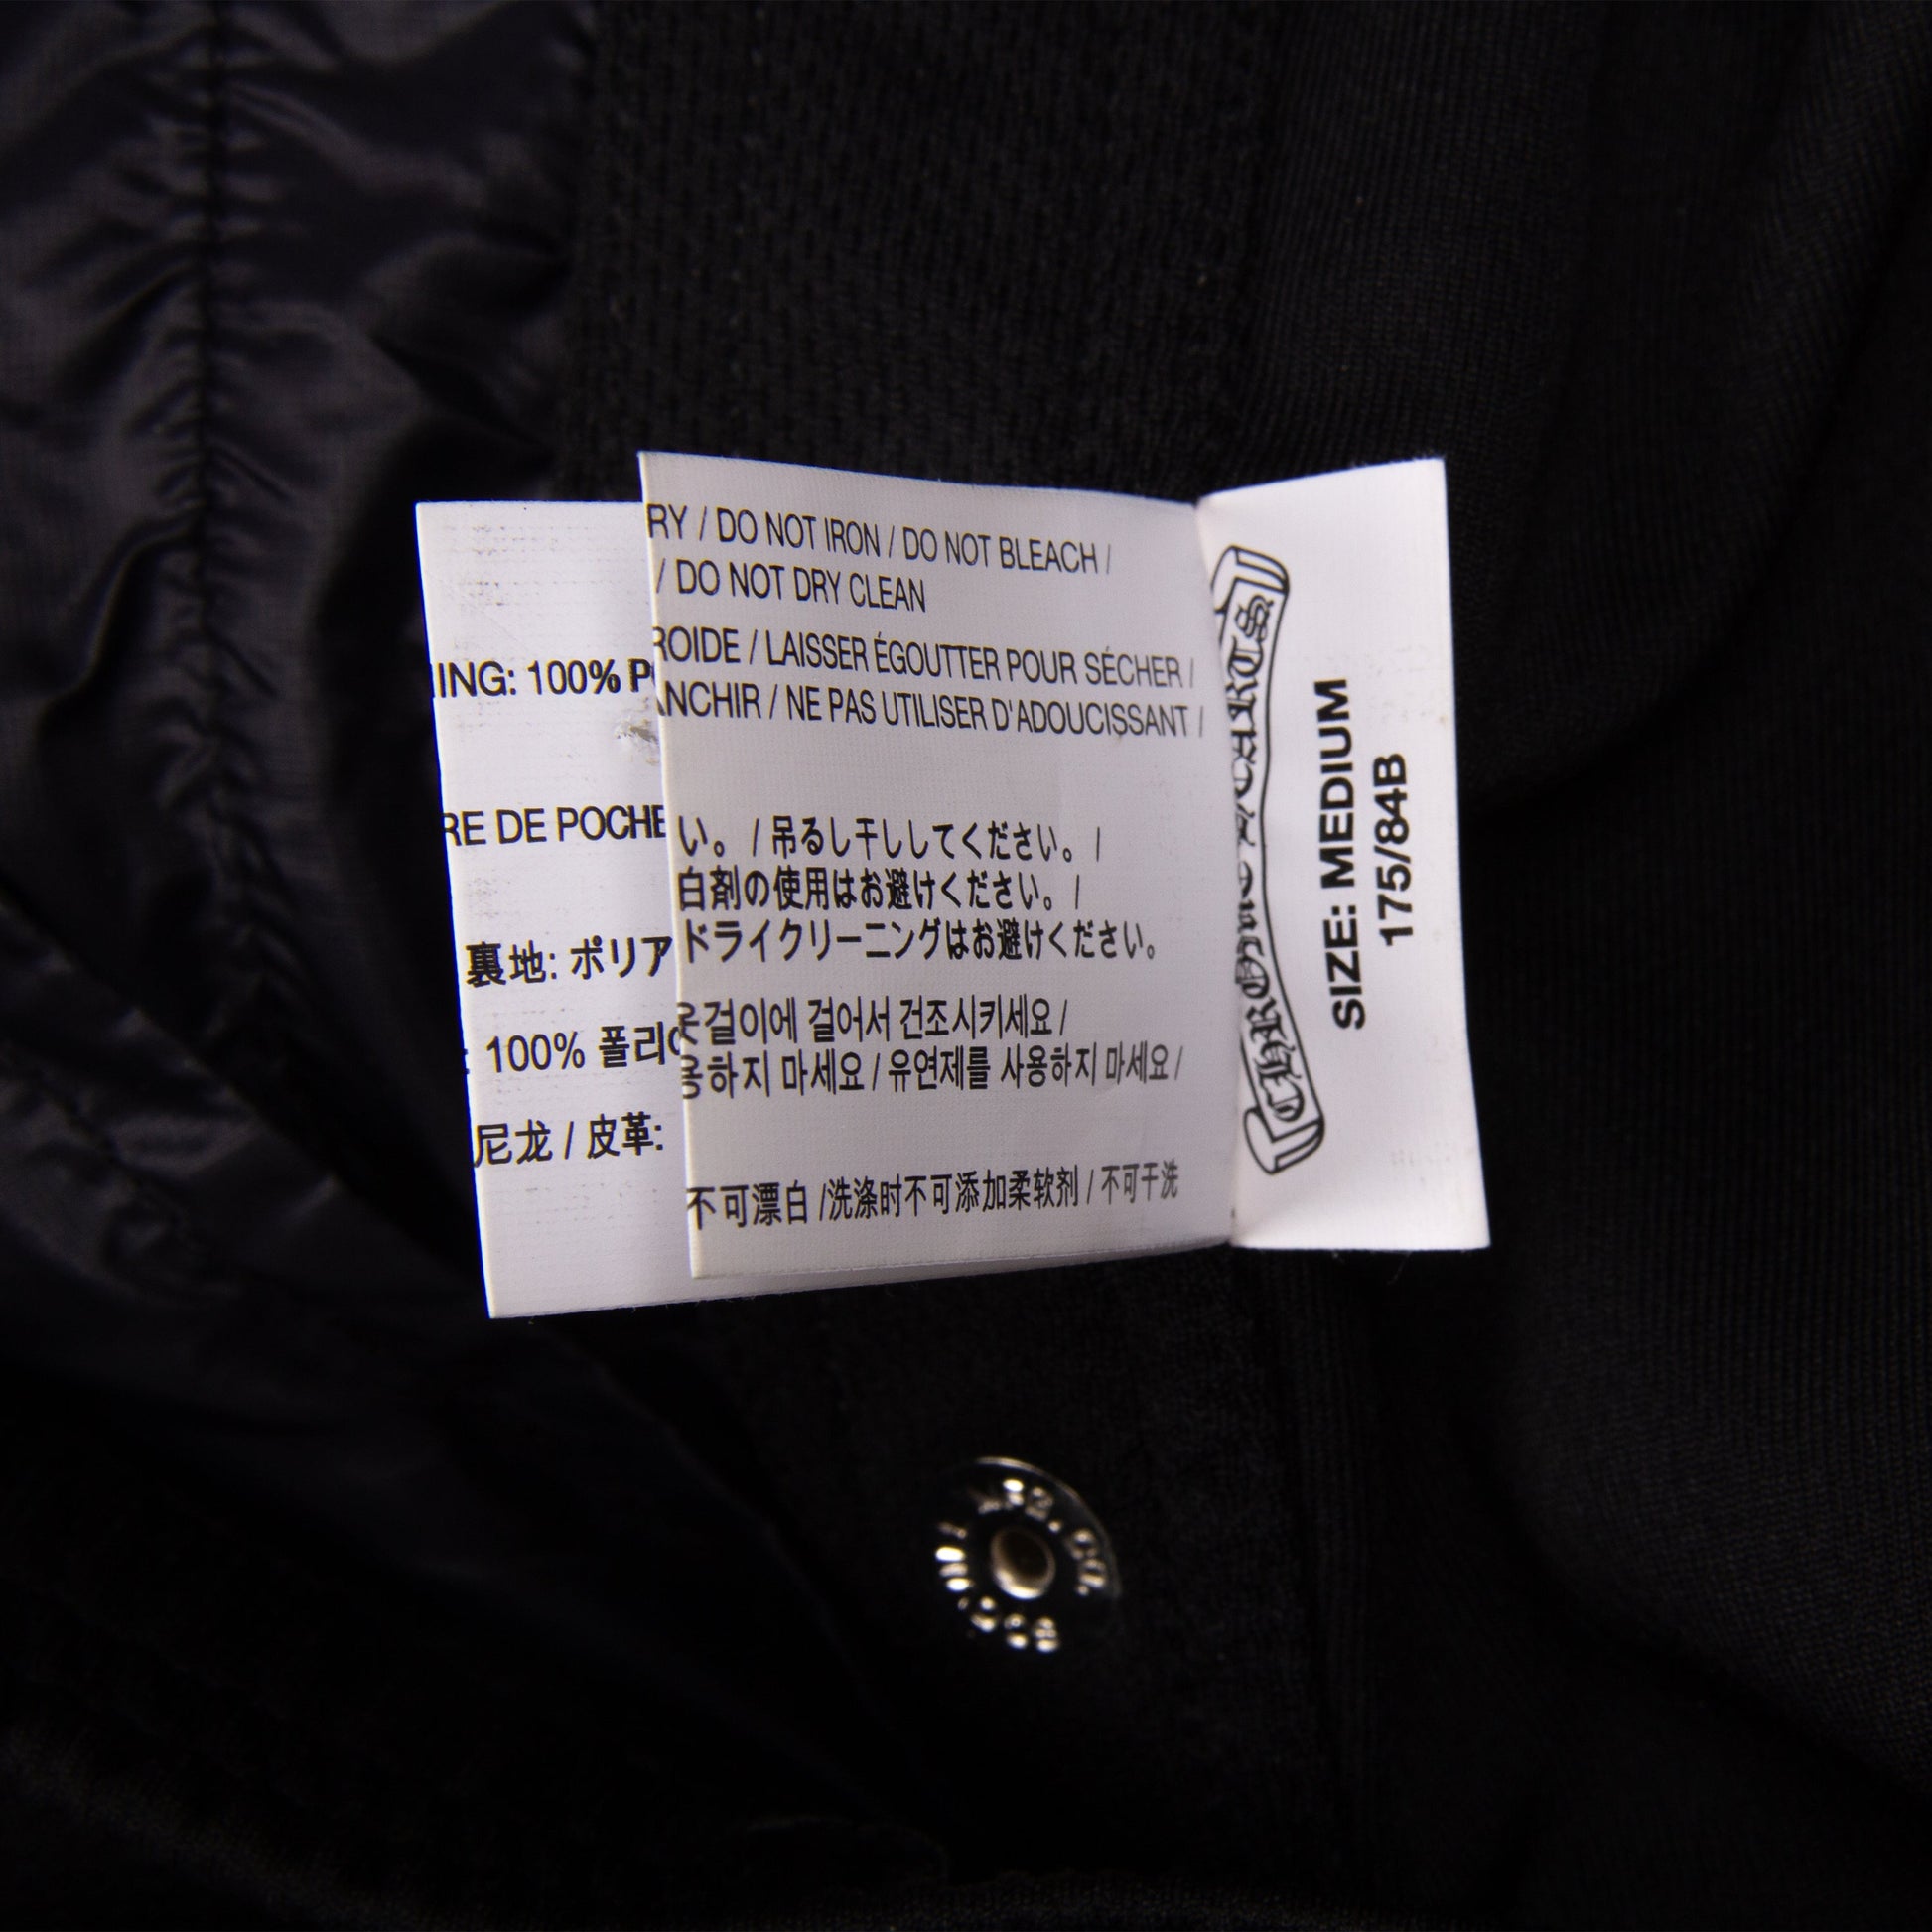 ING: 100% P
RE DE POCHE
裏地: ポリア
: 100% 폴리
尼龙 / 皮革:
RY / DO NOT IRON / DO NOT BLEACH /
/ DO NOT DRY CLEAN
ROIDE / LAISSER ÉGOUTTER POUR SÉCHER /
ANCHIR / NE PAS UTILISER D'ADOUCISSANT /
い。 / 吊るし干ししてください。 /
白剤の使用はお避けください。 /
ドライクリーニングはお避けください。
옷걸이에 걸어서 건조시키세요 /
용하지 마세요 / 유연제를 사용하지 마세요 /
不可漂白 /洗涤时不可添加柔软剂 / 不可干洗
CHROME HEARTS
SIZE: MEDIUM
175/84B